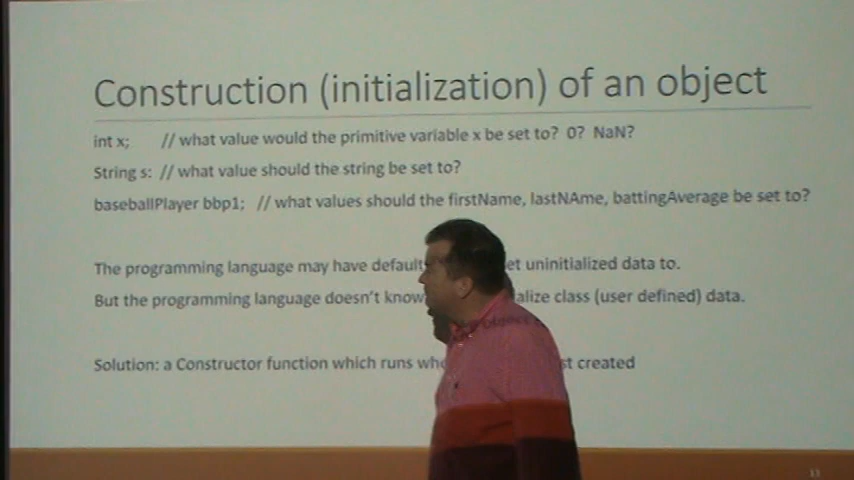 Construction (initialization) of an object
int x; // what value would the primitive variable x be set to? 0? NaN?
String s: // what value should the string be set to?
baseballPlayer bbp1; // what values should the firstName, lastNAme, battingAverage be set to?
The programming language may have default et uninitialized data to.
But the programming language doesn't know alize class (user defined) data.
Solution: a Constructor function which runs whe st created
11